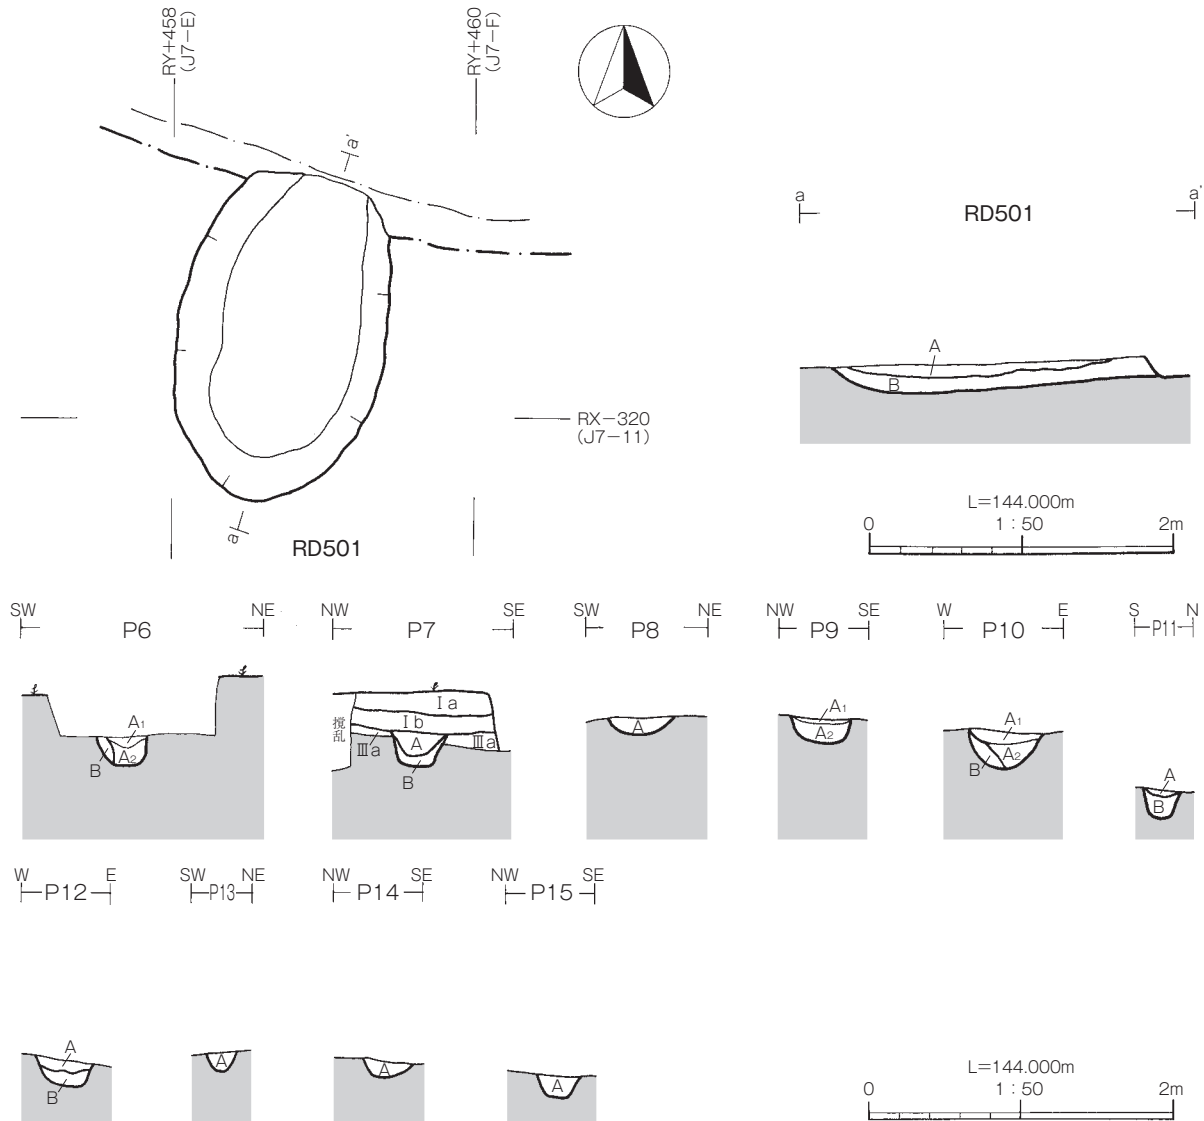 RY+458
(J7-E)
RY+460
(J7-F)
a'
a
RX-320
(J7-11)
RD501
a
RD501
a'
A
B
L=144.000m
0 1:50 2m
SW P6 NE
A1
A2
B
NW P7 SE
攪乱
Ⅰa
Ⅰb
Ⅲa
Ⅲa
A
B
SW P8 NE
A
NW P9 SE
A1
A2
W P10 E
A1
A2
B
S P11 N
A
B
W P12 E
A
B
SW P13 NE
A
NW P14 SE
A
NW P15 SE
A
L=144.000m
0 1:50 2m